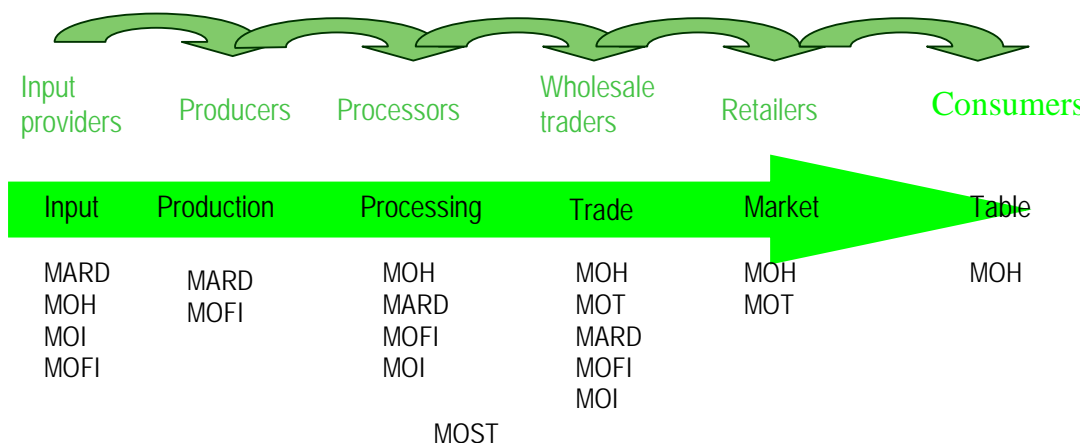 Input
providers
Producers
Processors
Wholesale
traders
Retailers
Consumers
Input
Production
Processing
Trade
Market
Table
MARD
MOH
MOI
MOFI
MARD
MOFI
MOH
MARD
MOFI
MOI
MOH
MOT
MARD
MOFI
MOI
MOH
MOT
MOH
MOST